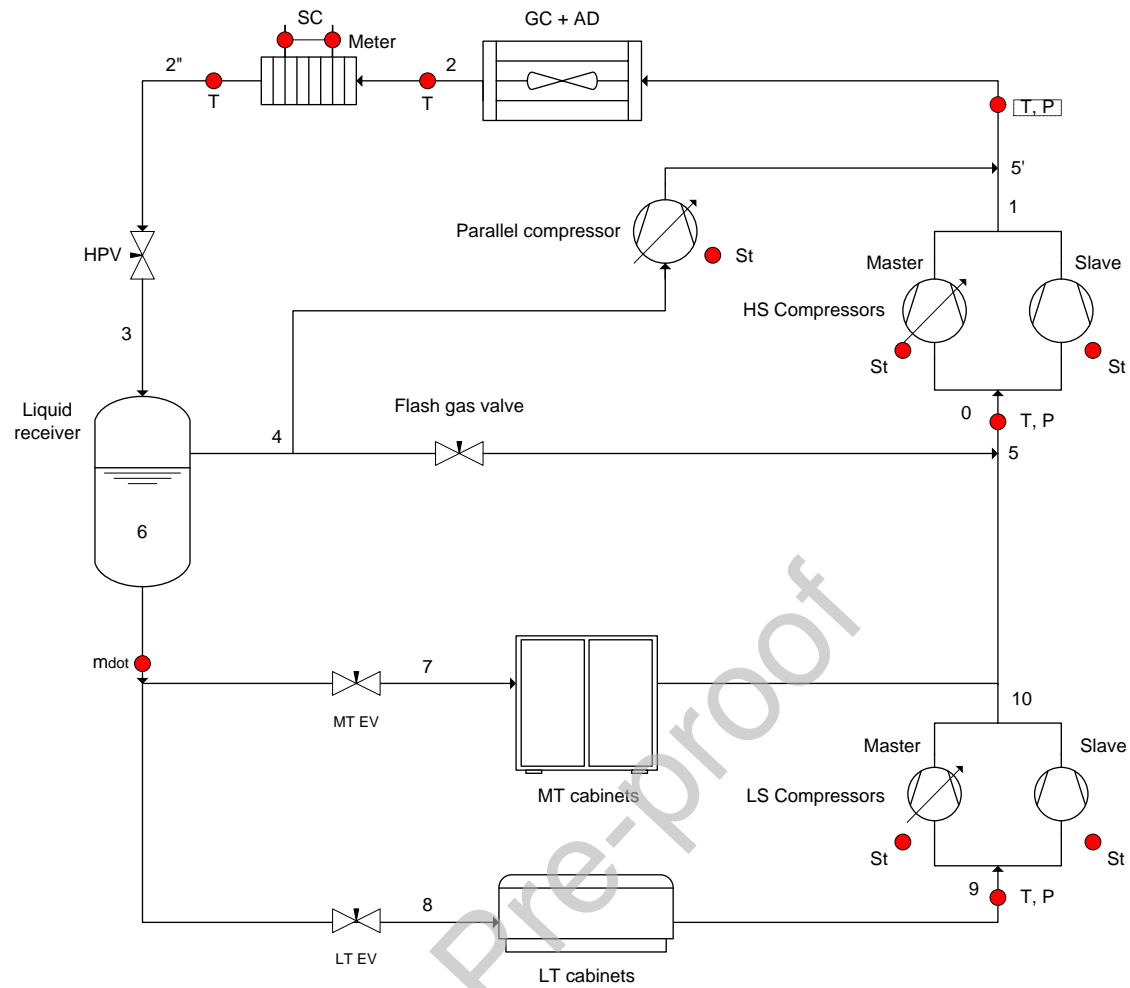 SC
GC + AD
Meter
2"
2
T
T
T, P
5'
1
Parallel compressor
St
Master
Slave
HPV
HS Compressors
3
St
St
Liquid
receiver
Flash gas valve
0
T, P
4
5
6
mdot
7
MT EV
10
Master
Slave
MT cabinets
LS Compressors
St
St
9
T, P
8
LT EV
LT cabinets
Pre-proof